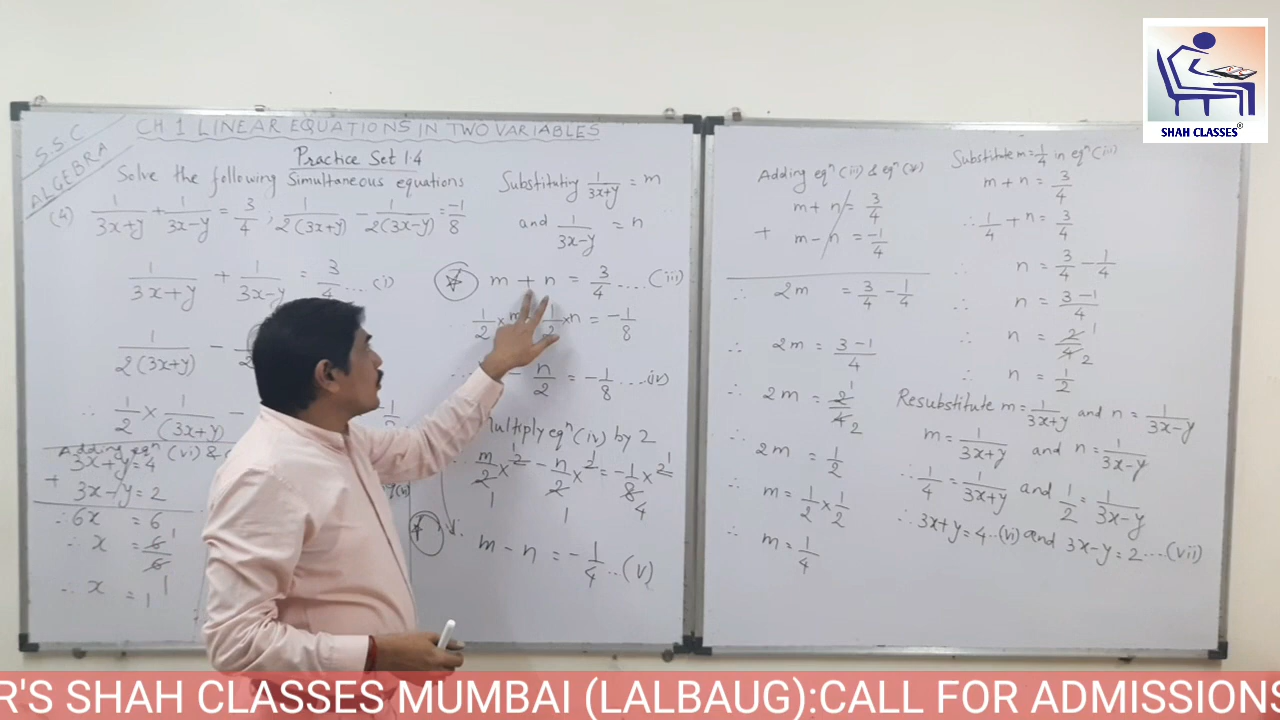 S.S.C
ALGEBRA
CH 1 LINEAR EQUATIONS IN TWO VARIABLES
Practice Set 1.4
Solve the following Simultaneous equations
(4) 1/(3x+y) + 1/(3x-y) = 3/4 ; 1/(2(3x+y)) - 1/(2(3x-y)) = -1/8
1/(3x+y) + 1/(3x-y) = 3/4 .... (i)
1/(2(3x+y)) -
∴ 1/2 × 1/(3x+y) -
Adding eqⁿ (vi) &
3x+y=4
+ 3x-y=2
∴ 6x = 6
∴ x = 6/6 1
∴ x = 1
Substituting 1/(3x+y) = m
and 1/(3x-y) = n
m + n = 3/4 .... (iii)
1/2 × m - 1/2 × n = -1/8
- n/2 = -1/8 .... (iv)
Multiply eqⁿ (iv) by 2
m/2 × 2 - n/2 × 2 = -1/8 × 2
∴ m - n = -1/4 .. (v)
Adding eqⁿ (iii) & eqⁿ (v)
m + n = 3/4
+ m - n = -1/4
∴ 2m = 3/4 - 1/4
∴ 2m = (3-1)/4
∴ 2m = 2/4
∴ 2m = 1/2
∴ m = 1/2 × 1/2
∴ m = 1/4
Substitute m = 1/4 in eqⁿ (iii)
m + n = 3/4
∴ 1/4 + n = 3/4
∴ n = 3/4 - 1/4
∴ n = (3-1)/4
∴ n = 2/4
∴ n = 1/2
Resubstitute m = 1/(3x+y) and n = 1/(3x-y)
m = 1/(3x+y) and n = 1/(3x-y)
∴ 1/4 = 1/(3x+y) and 1/2 = 1/(3x-y)
∴ 3x+y=4 ..(vi) and 3x-y=2 ....(vii)
SHAH CLASSES®
R'S SHAH CLASSES MUMBAI (LALBAUG):CALL FOR ADMISSIONS